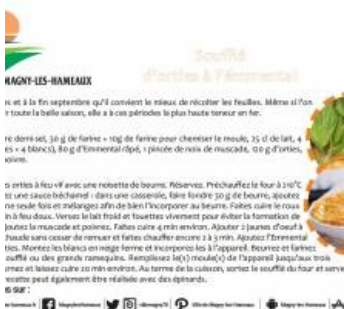 Soufflé
d'orties à l'Emmental
MAGNY-LES-HAMEAUX
et à la fin septembre qu'il convient le mieux de récolter les feuilles. Même si l'on
r toute la belle saison, elle a à ces périodes la plus haute teneur en fer.
re demi-sel, 30 g de farine + 10g de farine pour chemiser le moule, 25 cl de lait, 4
es + 4 blancs), 80 g d'Emmental râpé, 1 pincée de noix de muscade, 120 g d'orties,
oivre.
s orties à feu vif avec une noisette de beurre. Réservez. Préchauffez le four à 210°C
ez une sauce béchamel : dans une casserole, faire fondre 30 g de beurre, ajoutez
ne seule fois et mélangez afin de bien l'incorporer au beurre. Faites cuire le roux
n à feu doux. Versez le lait froid et fouettez vivement pour éviter la formation de
joutez la muscade et poivrez. Faites cuire 4 min environ. Ajoutez 2 jaunes d'oeuf à
chaude sans cesser de remuer et faites chauffer encore 2 à 3 min. Ajoutez l'Emmental
es. Montez les blancs en neige ferme et incorporez-les à l'appareil. Beurrez et farinez
oufflé ou des grands ramequins. Remplissez le(s) moule(s) de l'appareil jusqu'aux trois
rnez et laissez cuire 20 min environ. Au terme de la cuisson, sortez le soufflé du four et serve
recette peut également être réalisée avec des épinards.
s sur :